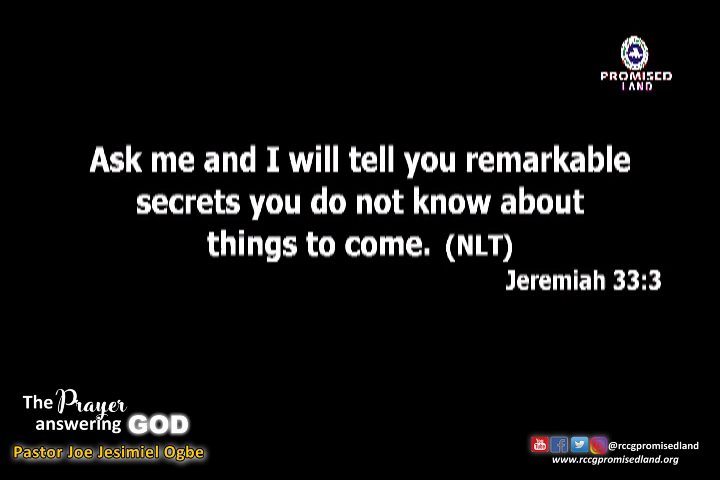 PROMISED
LAND
Ask me and I will tell you remarkable
secrets you do not know about
things to come. (NLT)
Jeremiah 33:3
The Prayer
answering GOD
Pastor Joe Jesimiel Ogbe
@rccgpromisedland
www.rccgpromisedland.org